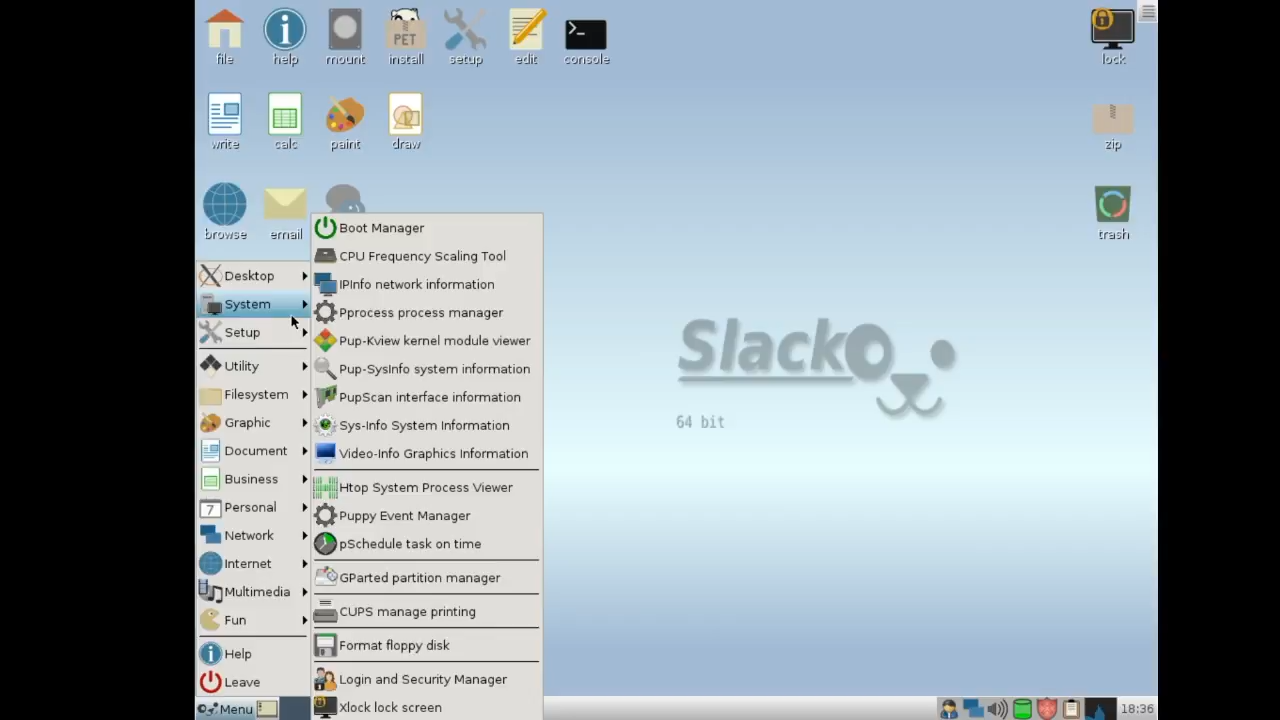 file
help
mount
PET
install
setup
edit
console
lock
write
calc
paint
draw
zip
browse
email
trash
Desktop
System
Setup
Utility
Filesystem
Graphic
Document
Business
7
Personal
Network
Internet
Multimedia
Fun
Help
Leave
Menu
Boot Manager
CPU Frequency Scaling Tool
IPInfo network information
Pprocess process manager
Pup-Kview kernel module viewer
Pup-SysInfo system information
PupScan interface information
Sys-Info System Information
Video-Info Graphics Information
Htop System Process Viewer
Puppy Event Manager
pSchedule task on time
GParted partition manager
CUPS manage printing
Format floppy disk
Login and Security Manager
Xlock lock screen
Slacko
64 bit
18:36